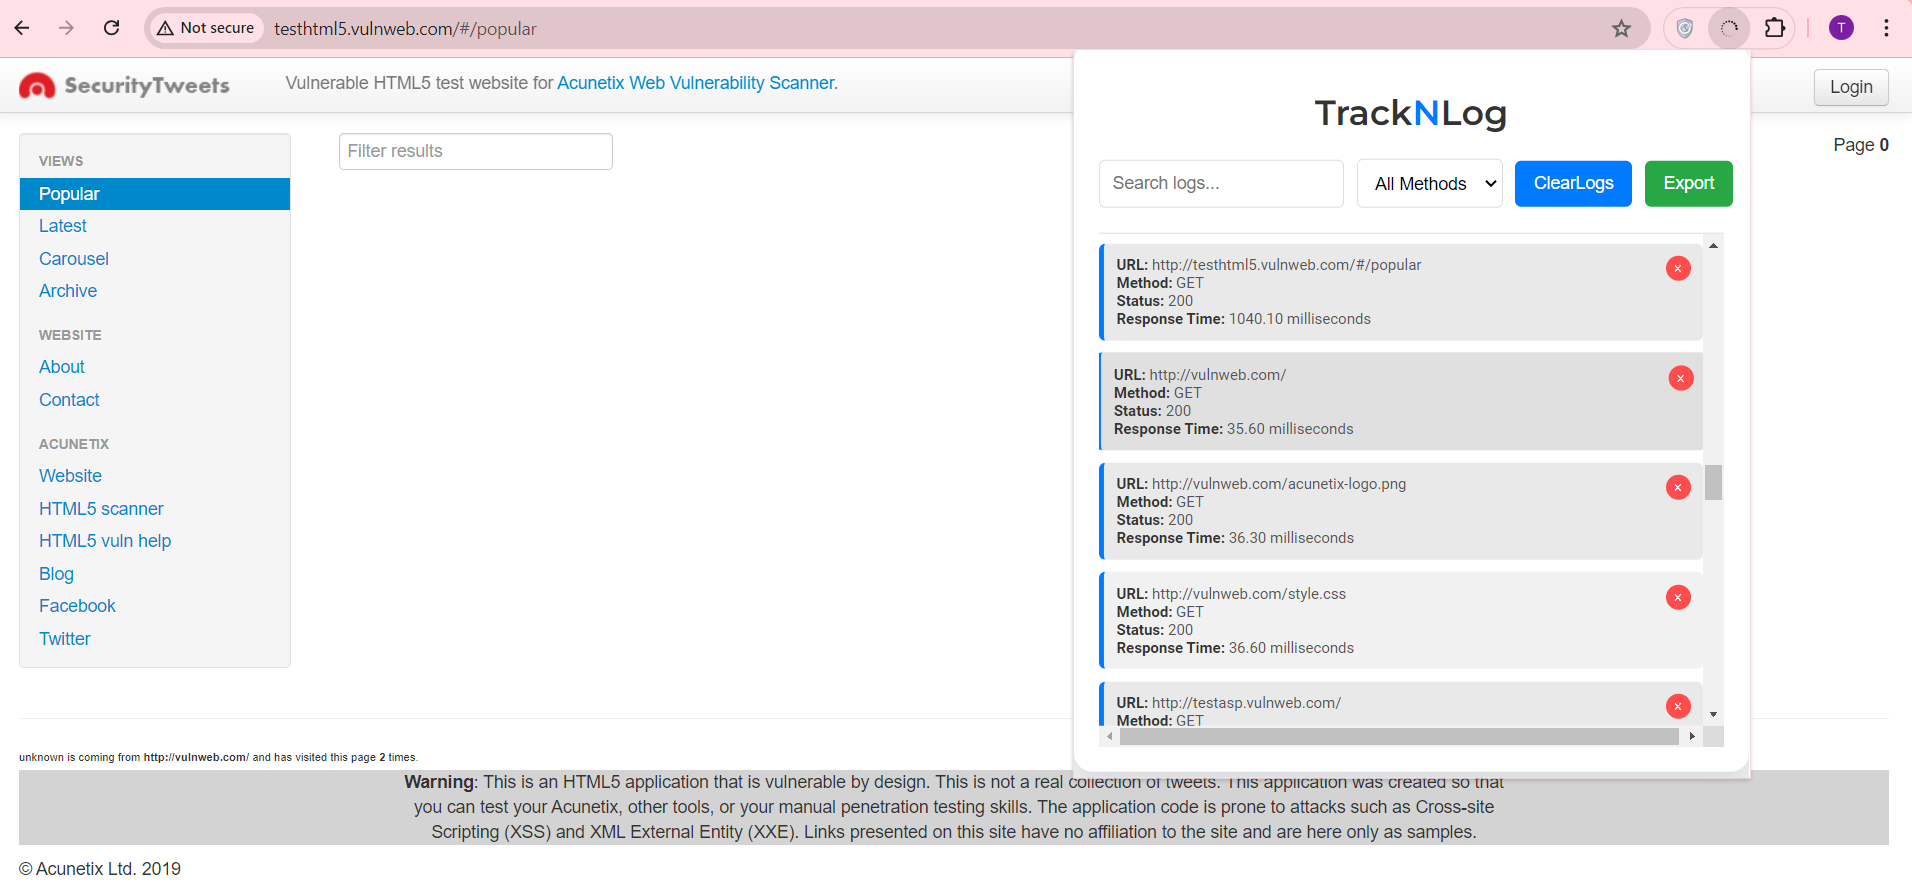 Not secure
testhtml5.vulnweb.com/#/popular
T
SecurityTweets
Vulnerable HTML5 test website for Acunetix Web Vulnerability Scanner.
Login
VIEWS
Popular
Latest
Carousel
Archive
WEBSITE
About
Contact
ACUNETIX
Website
HTML5 scanner
HTML5 vuln help
Blog
Facebook
Twitter
Filter results
Page 0
TrackNLog
Search logs...
All Methods
ClearLogs
Export
URL: http://testhtml5.vulnweb.com/#/popular
Method: GET
Status: 200
Response Time: 1040.10 milliseconds
URL: http://vulnweb.com/
Method: GET
Status: 200
Response Time: 35.60 milliseconds
URL: http://vulnweb.com/acunetix-logo.png
Method: GET
Status: 200
Response Time: 36.30 milliseconds
URL: http://vulnweb.com/style.css
Method: GET
Status: 200
Response Time: 36.60 milliseconds
URL: http://testasp.vulnweb.com/
Method: GET
unknown is coming from http://vulnweb.com/ and has visited this page 2 times.
Warning: This is an HTML5 application that is vulnerable by design. This is not a real collection of tweets. This application was created so that
you can test your Acunetix, other tools, or your manual penetration testing skills. The application code is prone to attacks such as Cross-site
Scripting (XSS) and XML External Entity (XXE). Links presented on this site have no affiliation to the site and are here only as samples.
© Acunetix Ltd. 2019